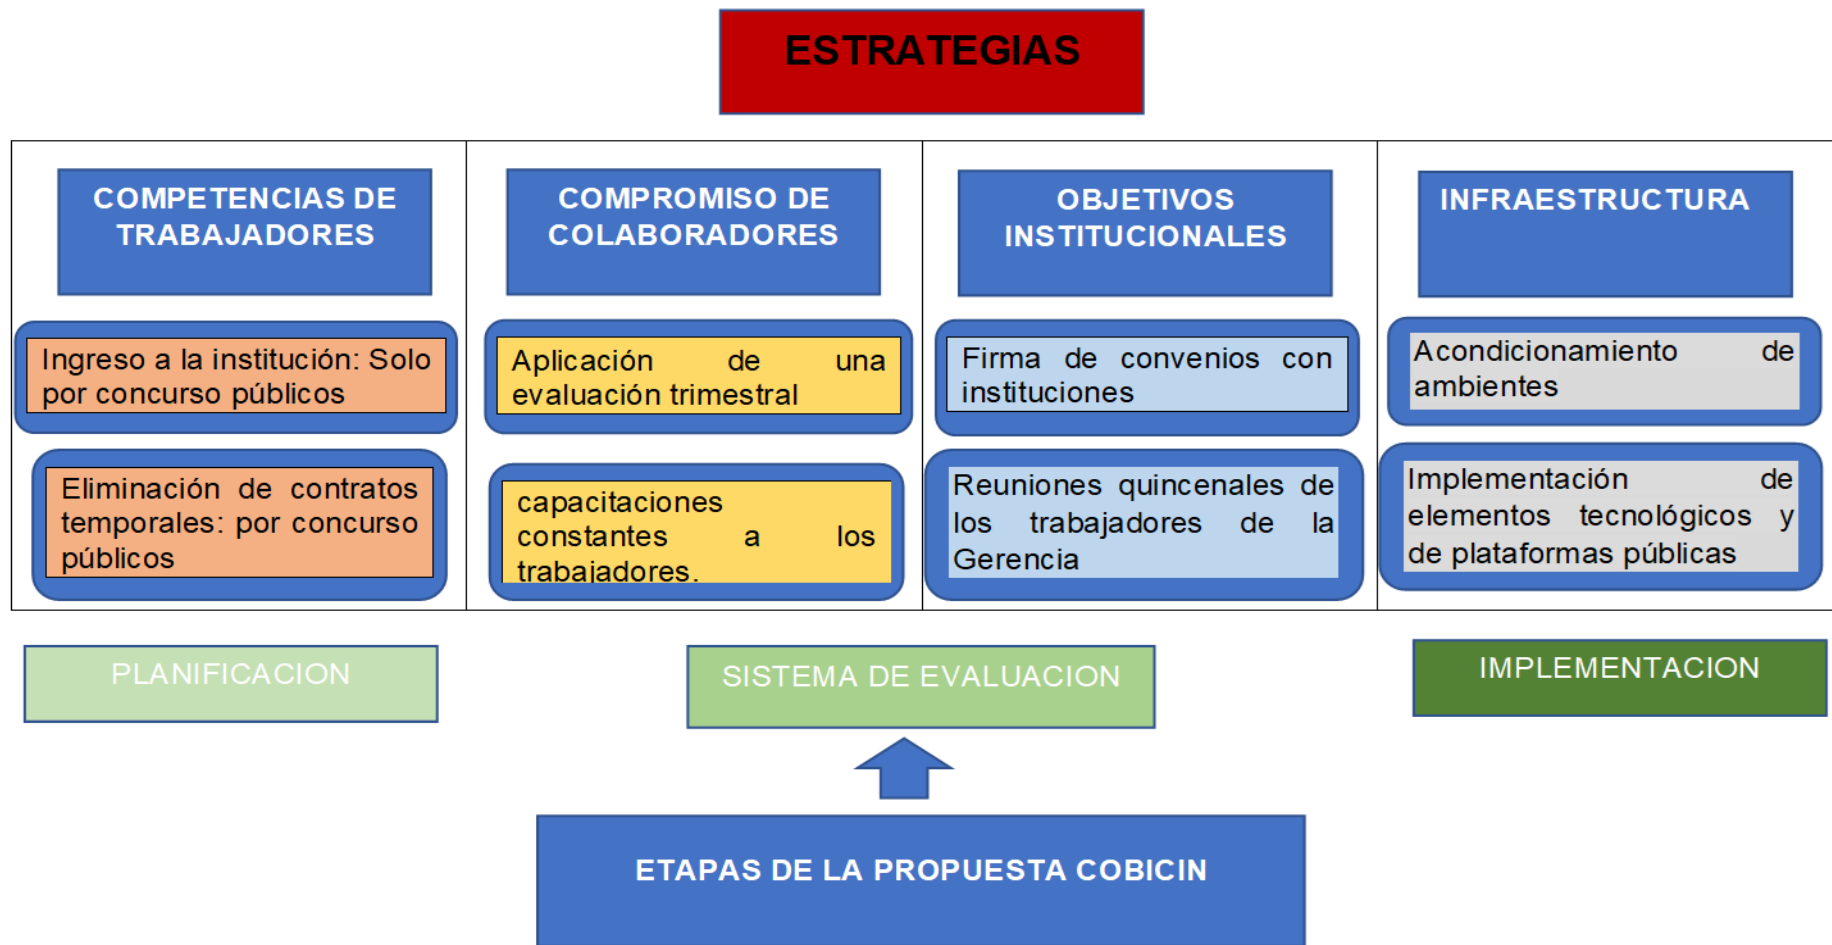 ESTRATEGIAS
COMPETENCIAS DE
TRABAJADORES
Ingreso a la institución: Solo
por concurso públicos
Eliminación de contratos
temporales: por concurso
públicos
COMPROMISO DE
COLABORADORES
Aplicación de una
evaluación trimestral
capacitaciones
constantes a los
trabajadores.
OBJETIVOS
INSTITUCIONALES
Firma de convenios con
instituciones
Reuniones quincenales de
los trabajadores de la
Gerencia
INFRAESTRUCTURA
Acondicionamiento de
ambientes
Implementación de
elementos tecnológicos y
de plataformas públicas
PLANIFICACION
SISTEMA DE EVALUACION
IMPLEMENTACION
ETAPAS DE LA PROPUESTA COBICIN